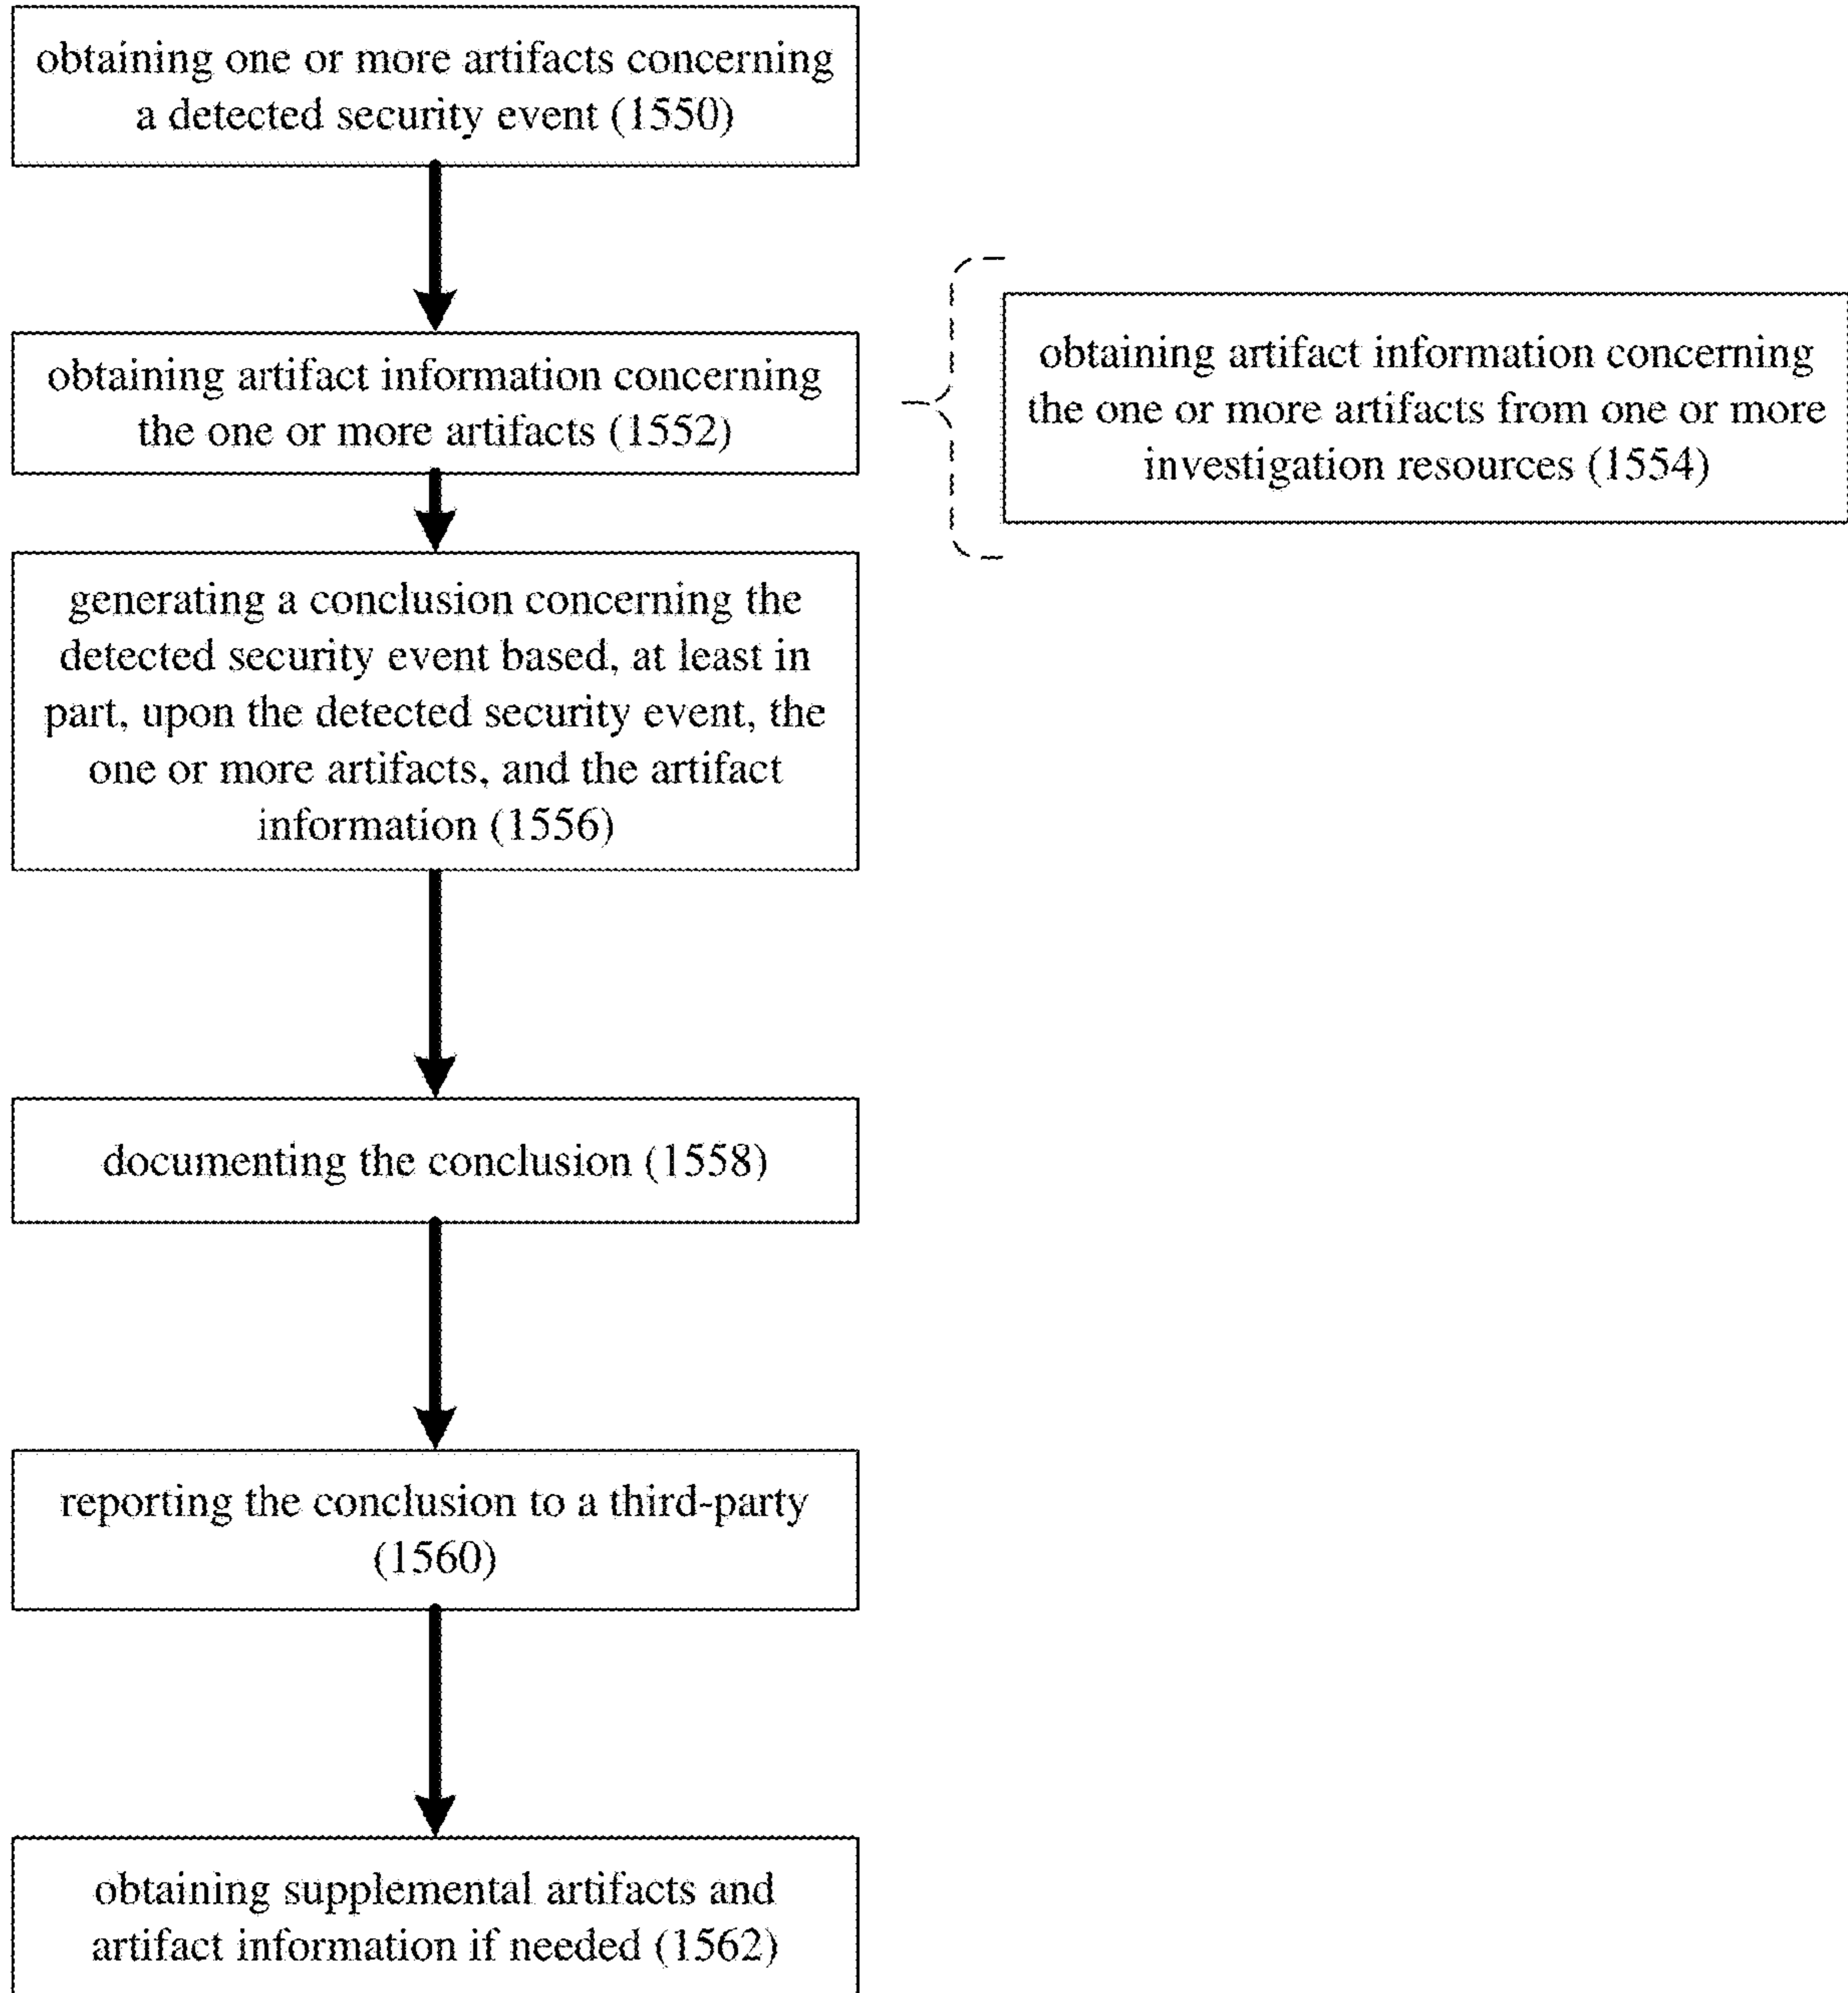 obtaining one or more artifacts concerning
a detected security event (1550)
obtaining artifact information concerning
the one or more artifacts (1552)
obtaining artifact information concerning
the one or more artifacts from one or more
investigation resources (1554)
generating a conclusion concerning the
detected security event based, at least in
part, upon the detected security event, the
one or more artifacts, and the artifact
information (1556)
documenting the conclusion (1558)
reporting the conclusion to a third-party
(1560)
obtaining supplemental artifacts and
artifact information if needed (1562)